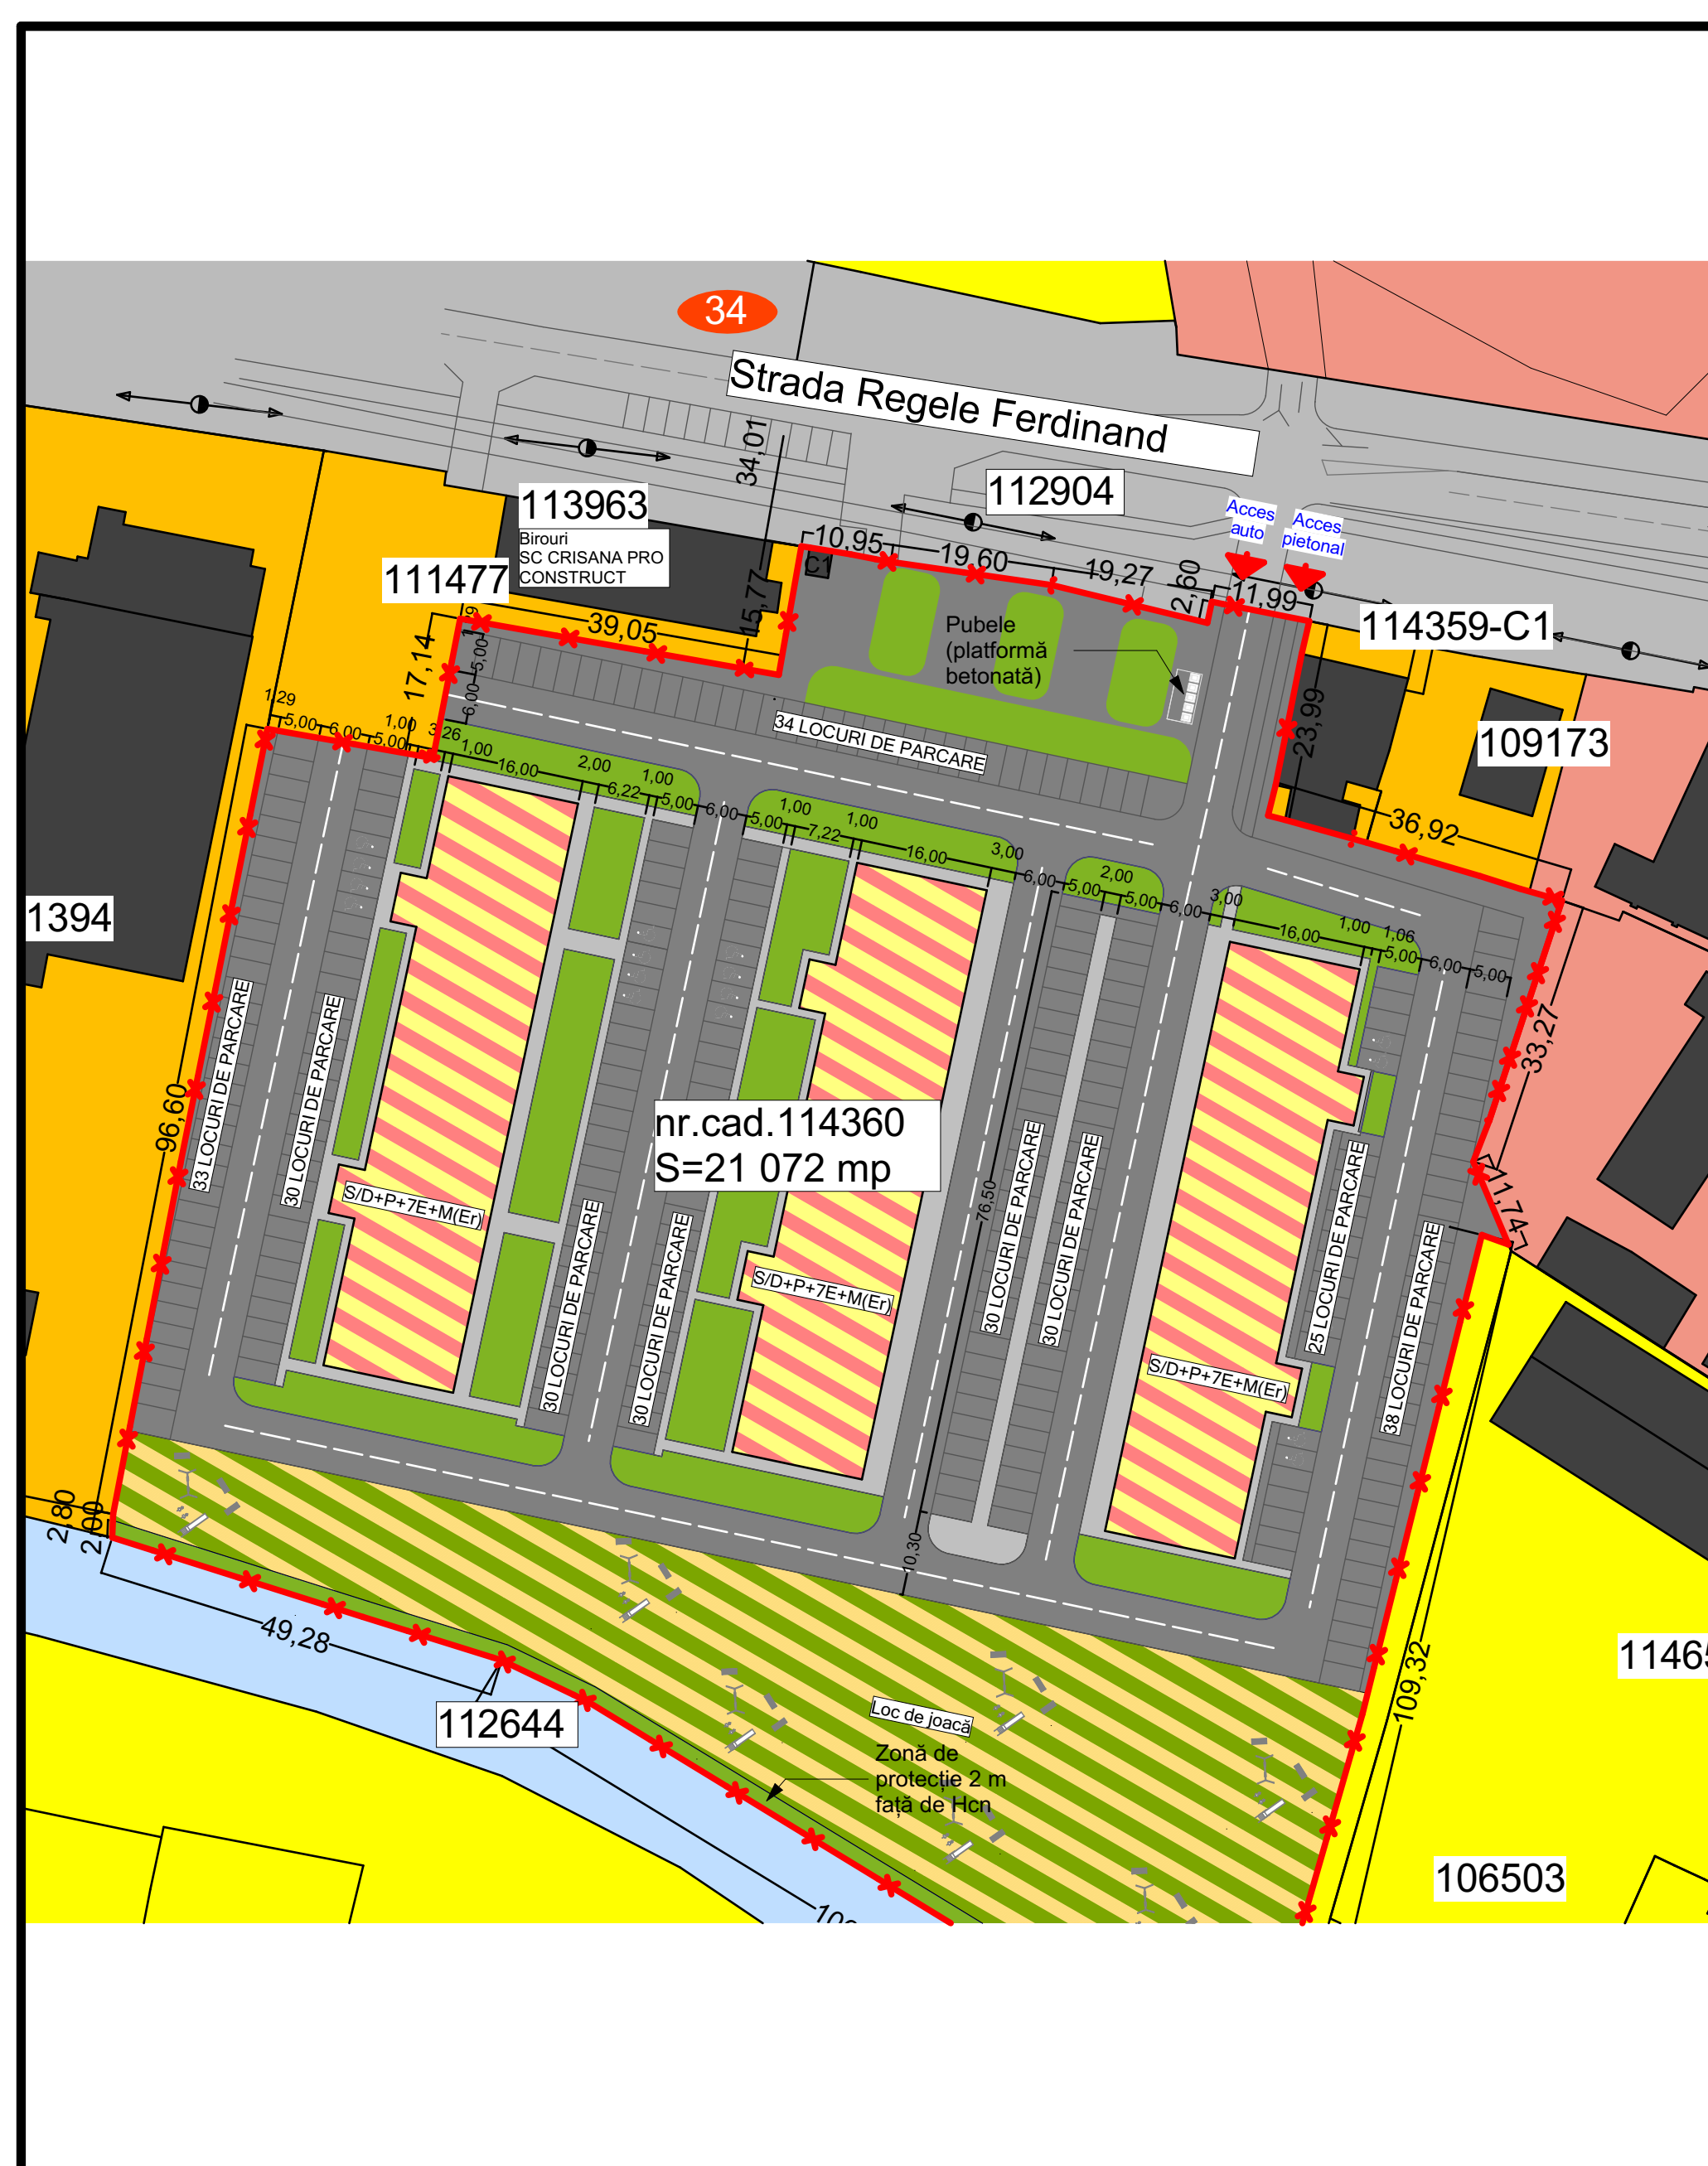 34
Strada Regele Ferdinand
34,01
113963
Birouri
SC CRISANA PRO
CONSTRUCT
112904
Acces
auto
Acces
pietonal
111477
C1
10,95
19,60
19,27
2,60
11,99
114359-C1
39,05
15,77
17,14
5,00
6,00
Pubele
(platformă
betonată)
23,99
109173
36,92
34 LOCURI DE PARCARE
1,29
5,00
6,00
5,00
1,00
3,26
1,00
16,00
2,00
6,22
1,00
5,00
6,00
5,00
1,00
7,22
1,00
16,00
3,00
6,00
5,00
2,00
5,00
6,00
3,00
16,00
1,00
1,06
5,00
6,00
5,00
1394
33,27
33 LOCURI DE PARCARE
30 LOCURI DE PARCARE
96,60
nr.cad.114360
S=21 072 mp
76,50
30 LOCURI DE PARCARE
30 LOCURI DE PARCARE
25 LOCURI DE PARCARE
11,74
38 LOCURI DE PARCARE
S/D+P+7E+M(Er)
30 LOCURI DE PARCARE
30 LOCURI DE PARCARE
S/D+P+7E+M(Er)
S/D+P+7E+M(Er)
2,80
2,00
10,30
49,28
109,32
112644
Loc de joacă
Zonă de
protecție 2 m
față de Hcn
106503